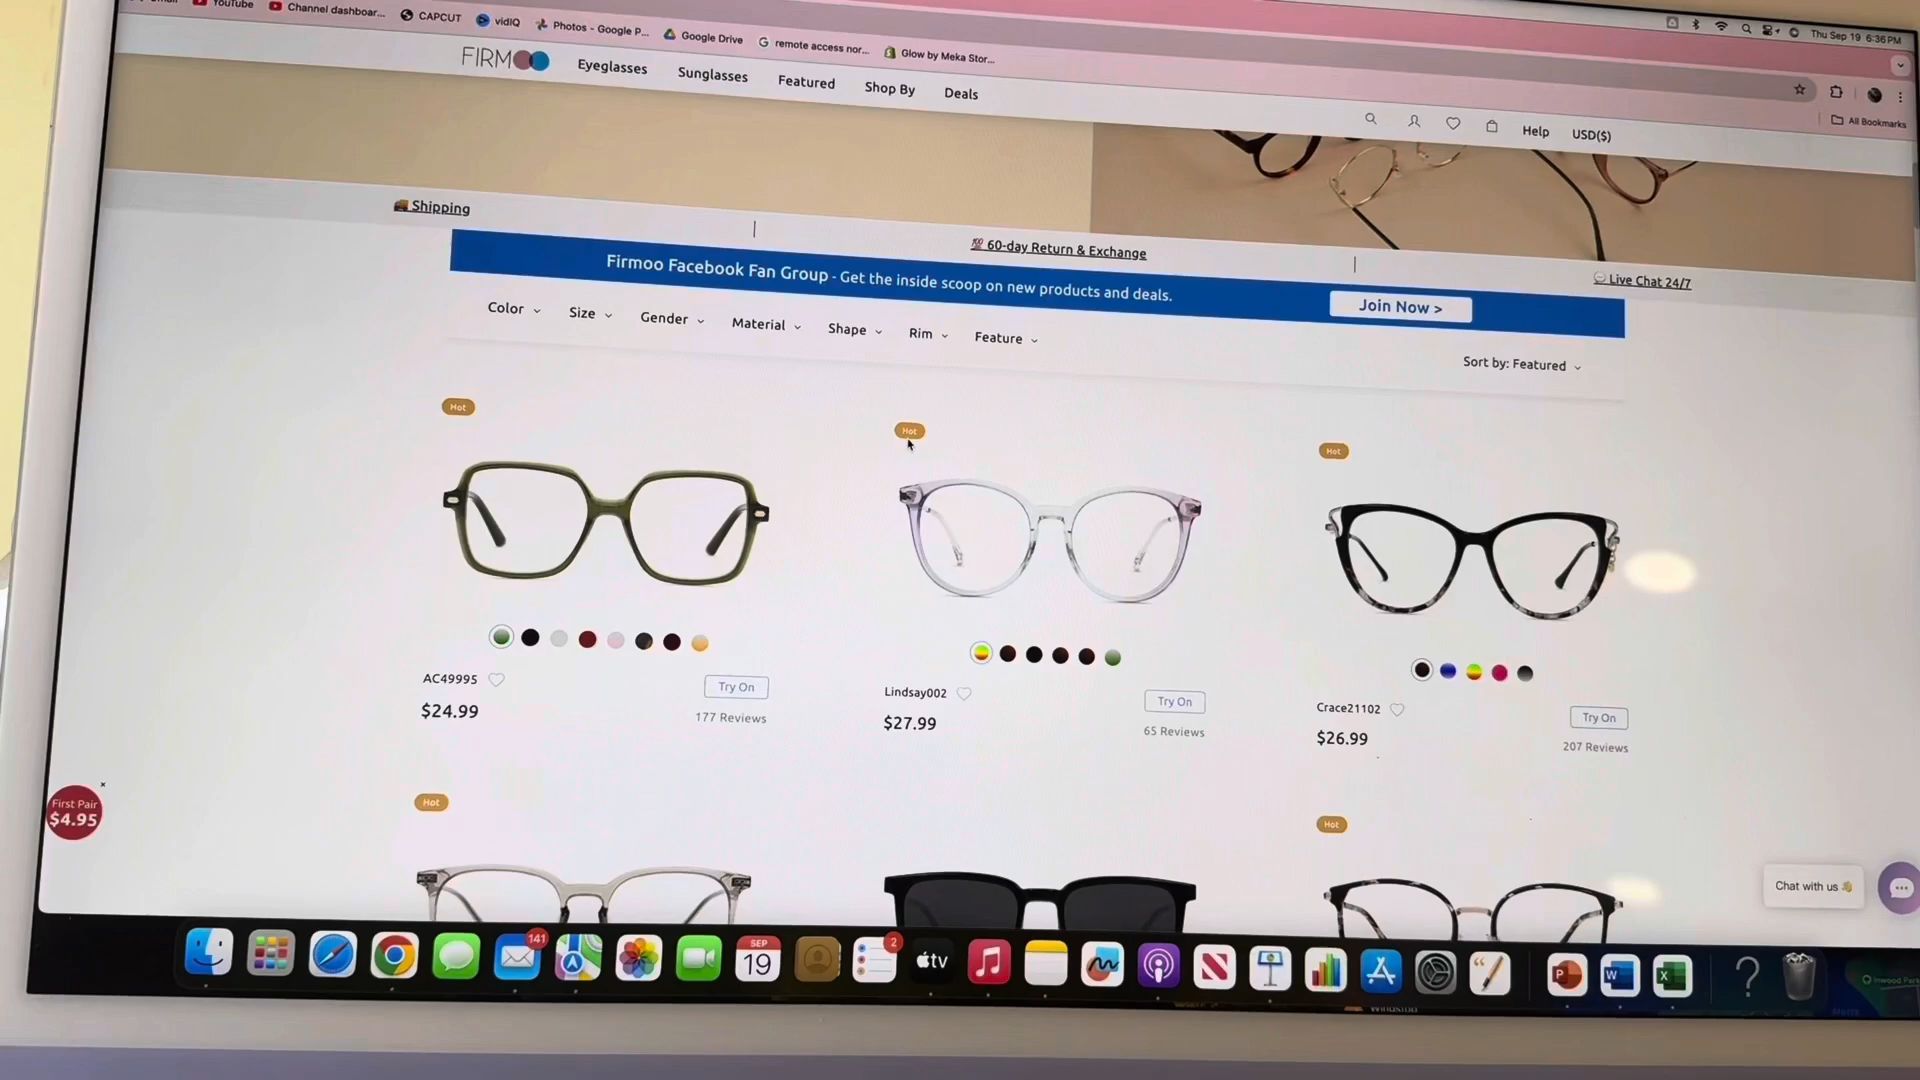 YouTube
Channel dashboar...
CAPCUT
vidIQ
Photos - Google P...
Google Drive
remote access nor...
Glow by Meka Stor...
Thu Sep 19 6:36 PM
All Bookmarks
FIRMOO
Eyeglasses
Sunglasses
Featured
Shop By
Deals
Help
USD($)
Shipping
60-day Return & Exchange
Live Chat 24/7
Firmoo Facebook Fan Group - Get the inside scoop on new products and deals.
Join Now >
Color
Size
Gender
Material
Shape
Rim
Feature
Sort by: Featured
Hot
Hot
Hot
AC49995
Try On
$24.99
177 Reviews
Lindsay002
Try On
$27.99
65 Reviews
Crace21102
Try On
$26.99
207 Reviews
First Pair
$4.95
Hot
Hot
Chat with us
141
SEP
19
2
tv
P
W
X